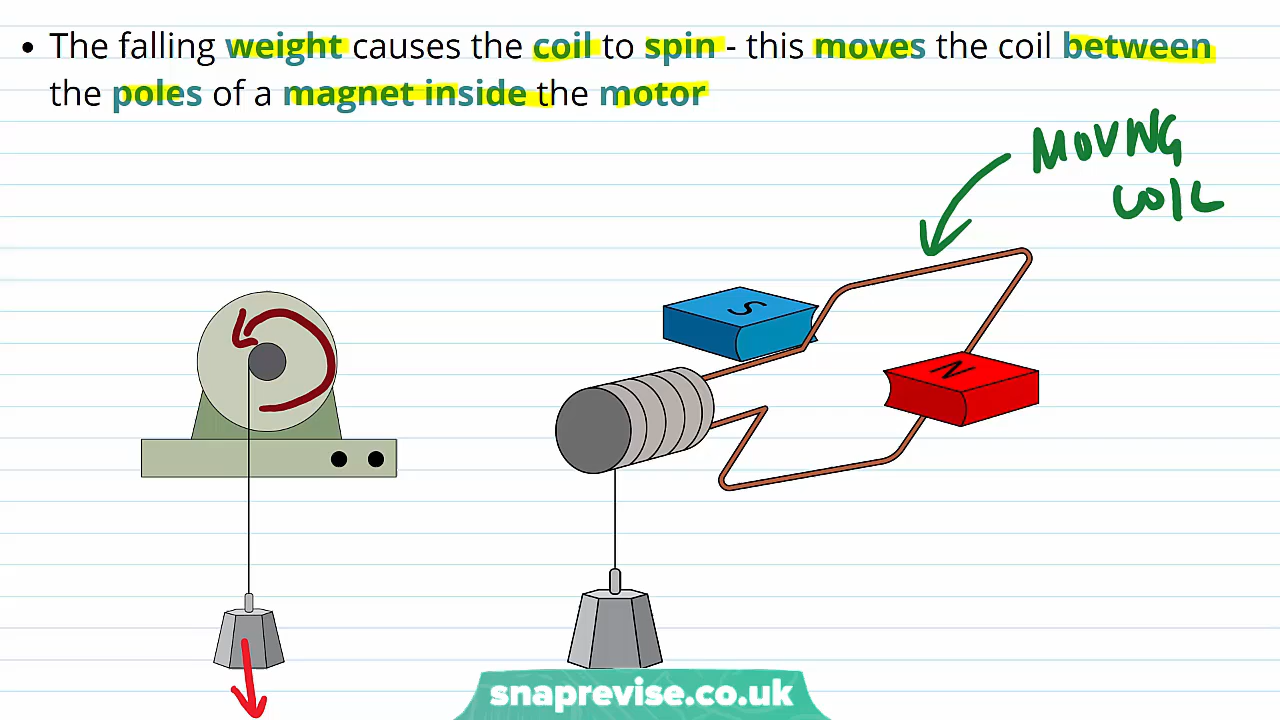 • The falling weight causes the coil to spin - this moves the coil between
the poles of a magnet inside the motor
MOVNG
COIL
S
N
snaprevise.co.uk